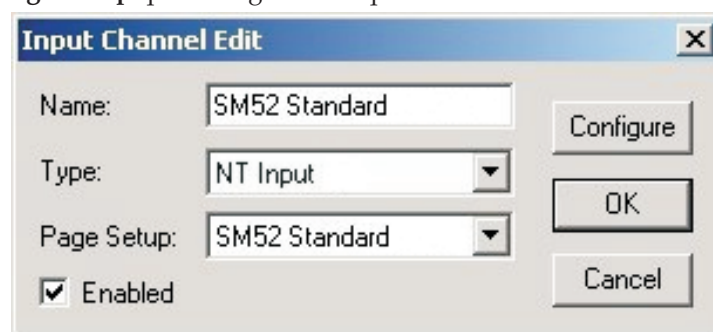 Input Channel Edit
Name:
SM52 Standard
Configure
Type:
NT Input
OK
Page Setup:
SM52 Standard
Enabled
Cancel